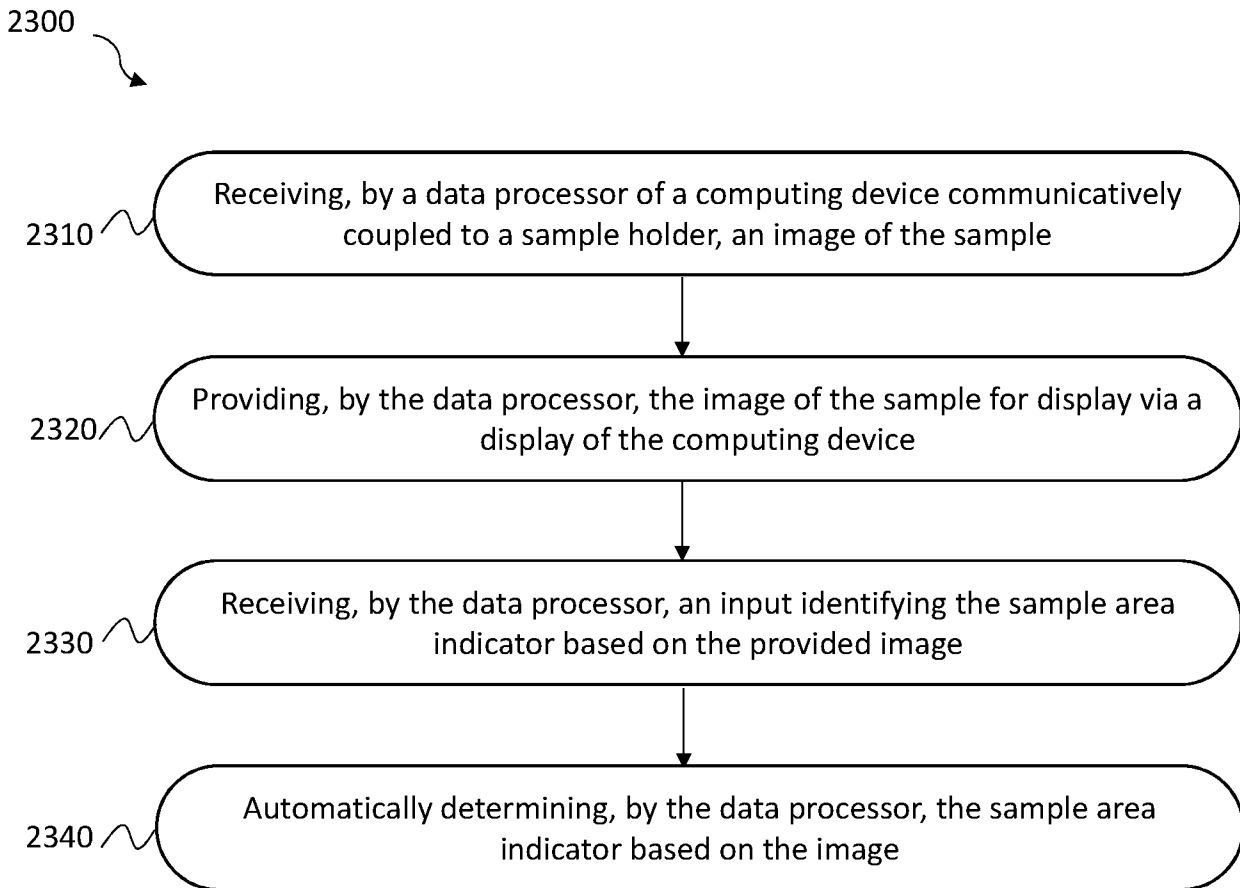 2300
Receiving, by a data processor of a computing device communicatively
coupled to a sample holder, an image of the sample
2310
Providing, by the data processor, the image of the sample for display via a
display of the computing device
2320
Receiving, by the data processor, an input identifying the sample area
indicator based on the provided image
2330
Automatically determining, by the data processor, the sample area
indicator based on the image
2340